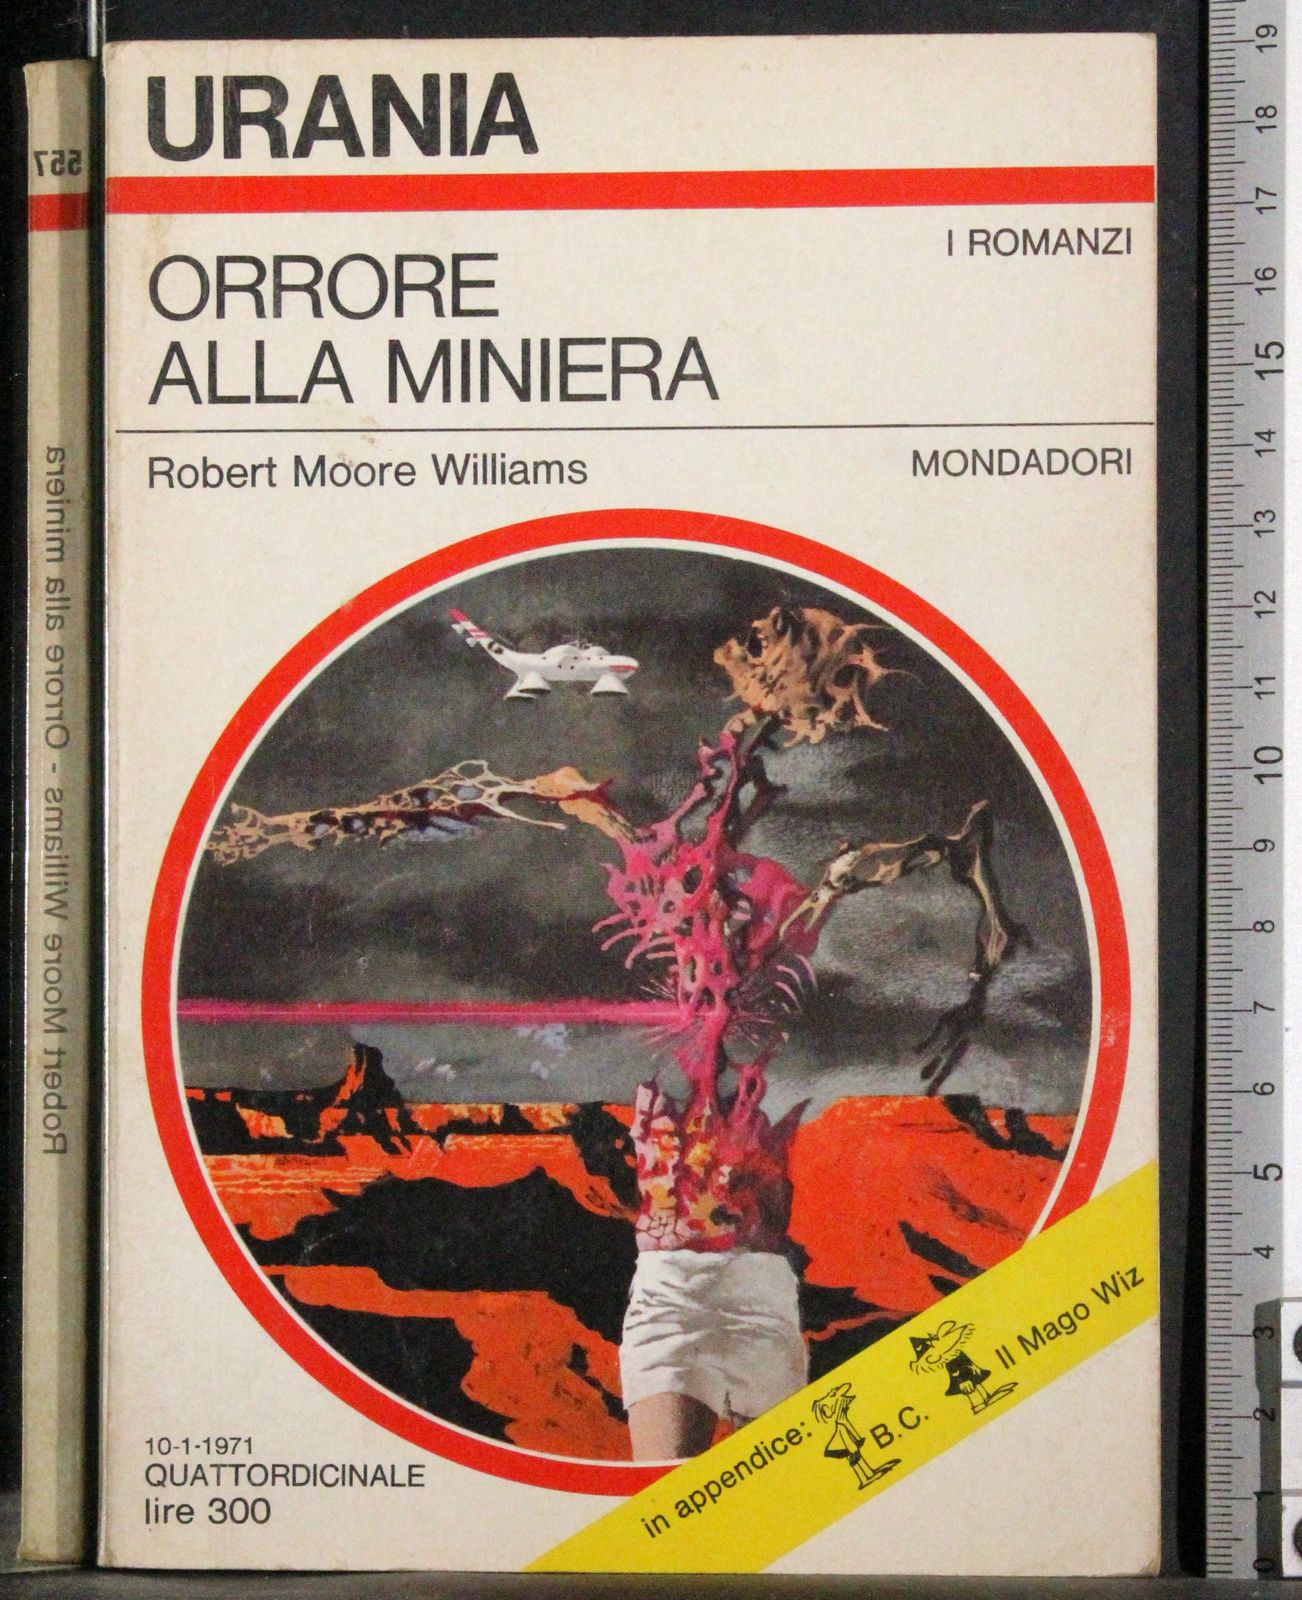 URANIA
I ROMANZI
ORRORE
ALLA MINIERA
Robert Moore Williams
MONDADORI
in appendice:
B.C.
Il Mago Wiz
10-1-1971
QUATTORDICINALE
lire 300
557
Robert Moore Williams - Orrore alla miniera
19
18
17
16
15
14
13
12
11
10
9
8
7
6
5
4
3
2
1
0